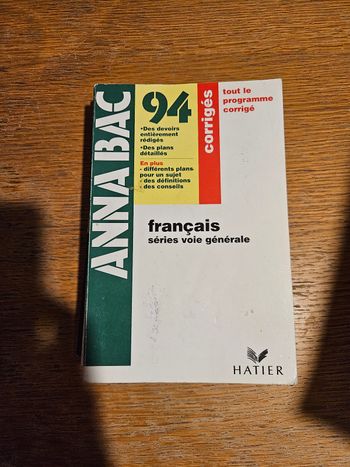 ANNABAC
94
•Des devoirs
entièrement
rédigés
•Des plans
détaillés
En plus
- différents plans
pour un sujet
- des définitions
- des conseils
corrigés
tout le
programme
corrigé
français
séries voie générale
HATIER